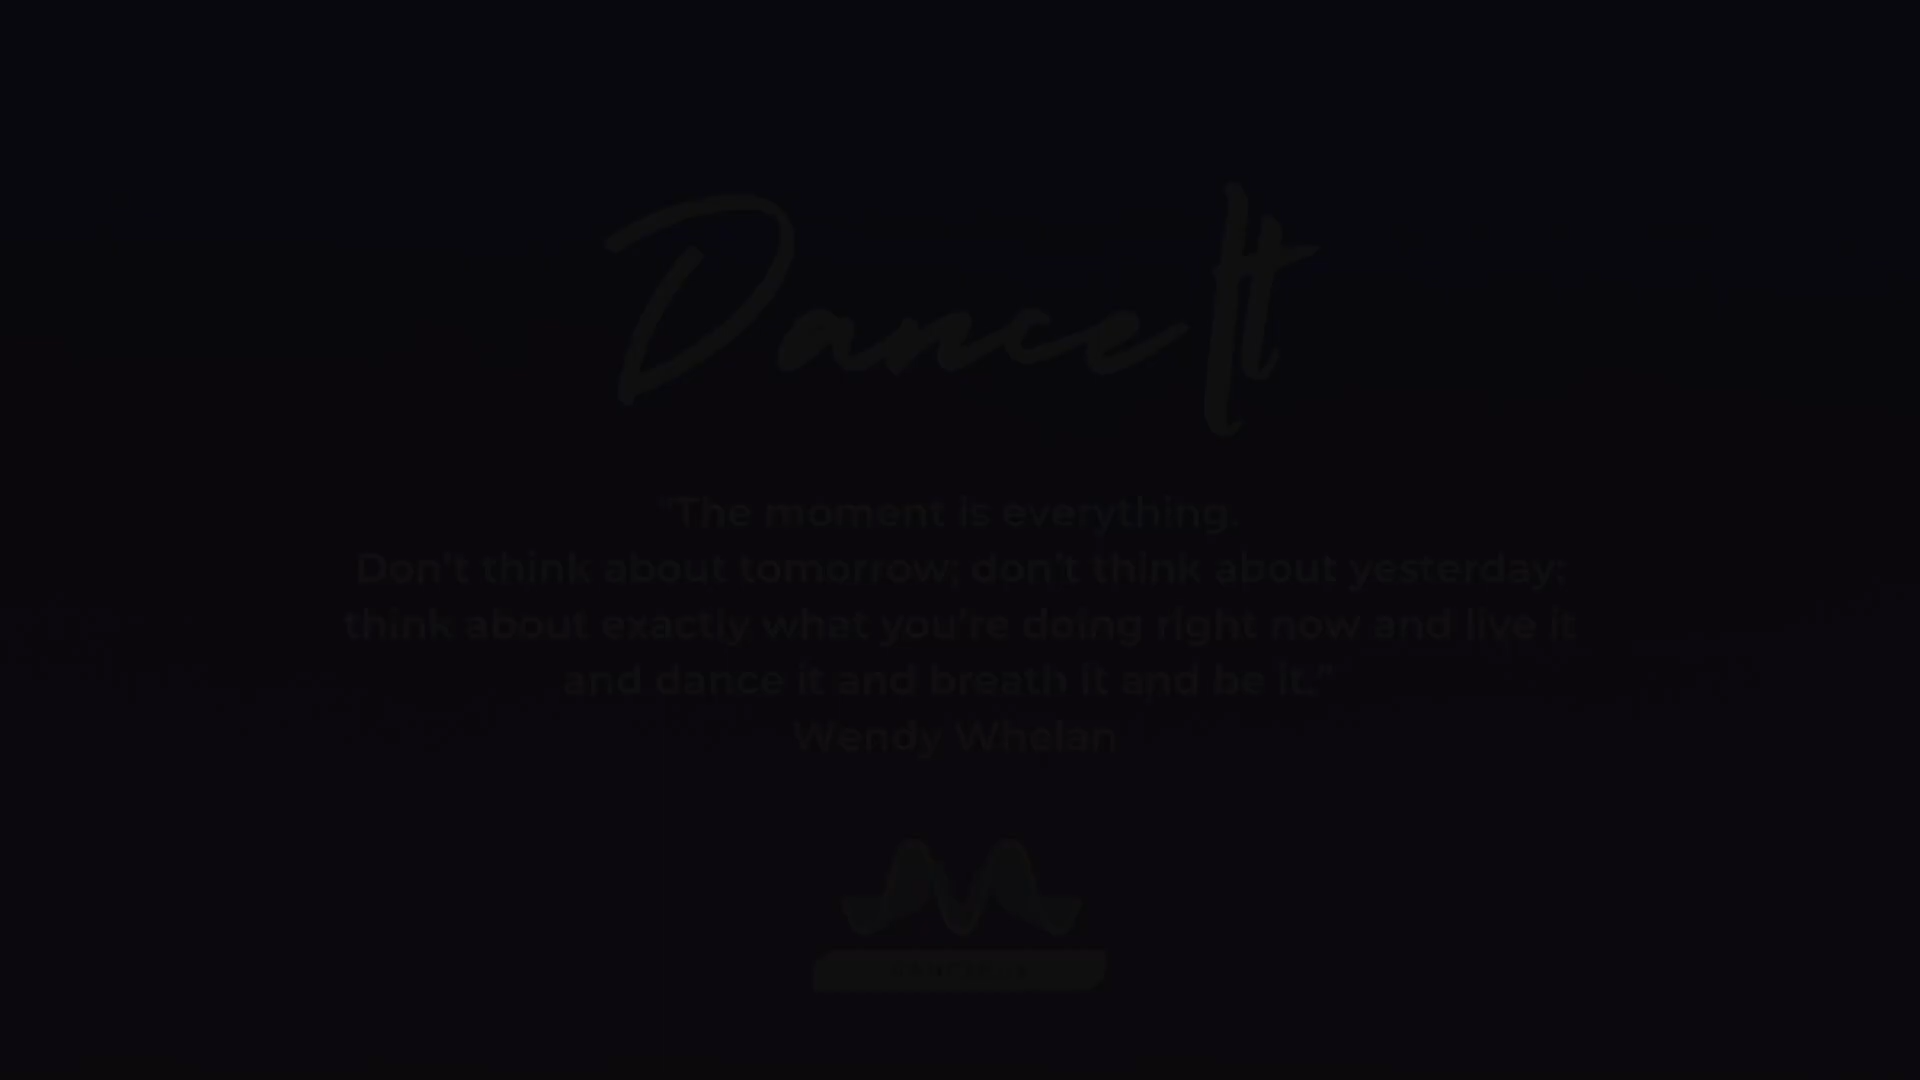 Dance It
"The moment is everything.
Don't think about tomorrow; don't think about yesterday:
think about exactly what you're doing right now and live it
and dance it and breath it and be it."
Wendy Whelan